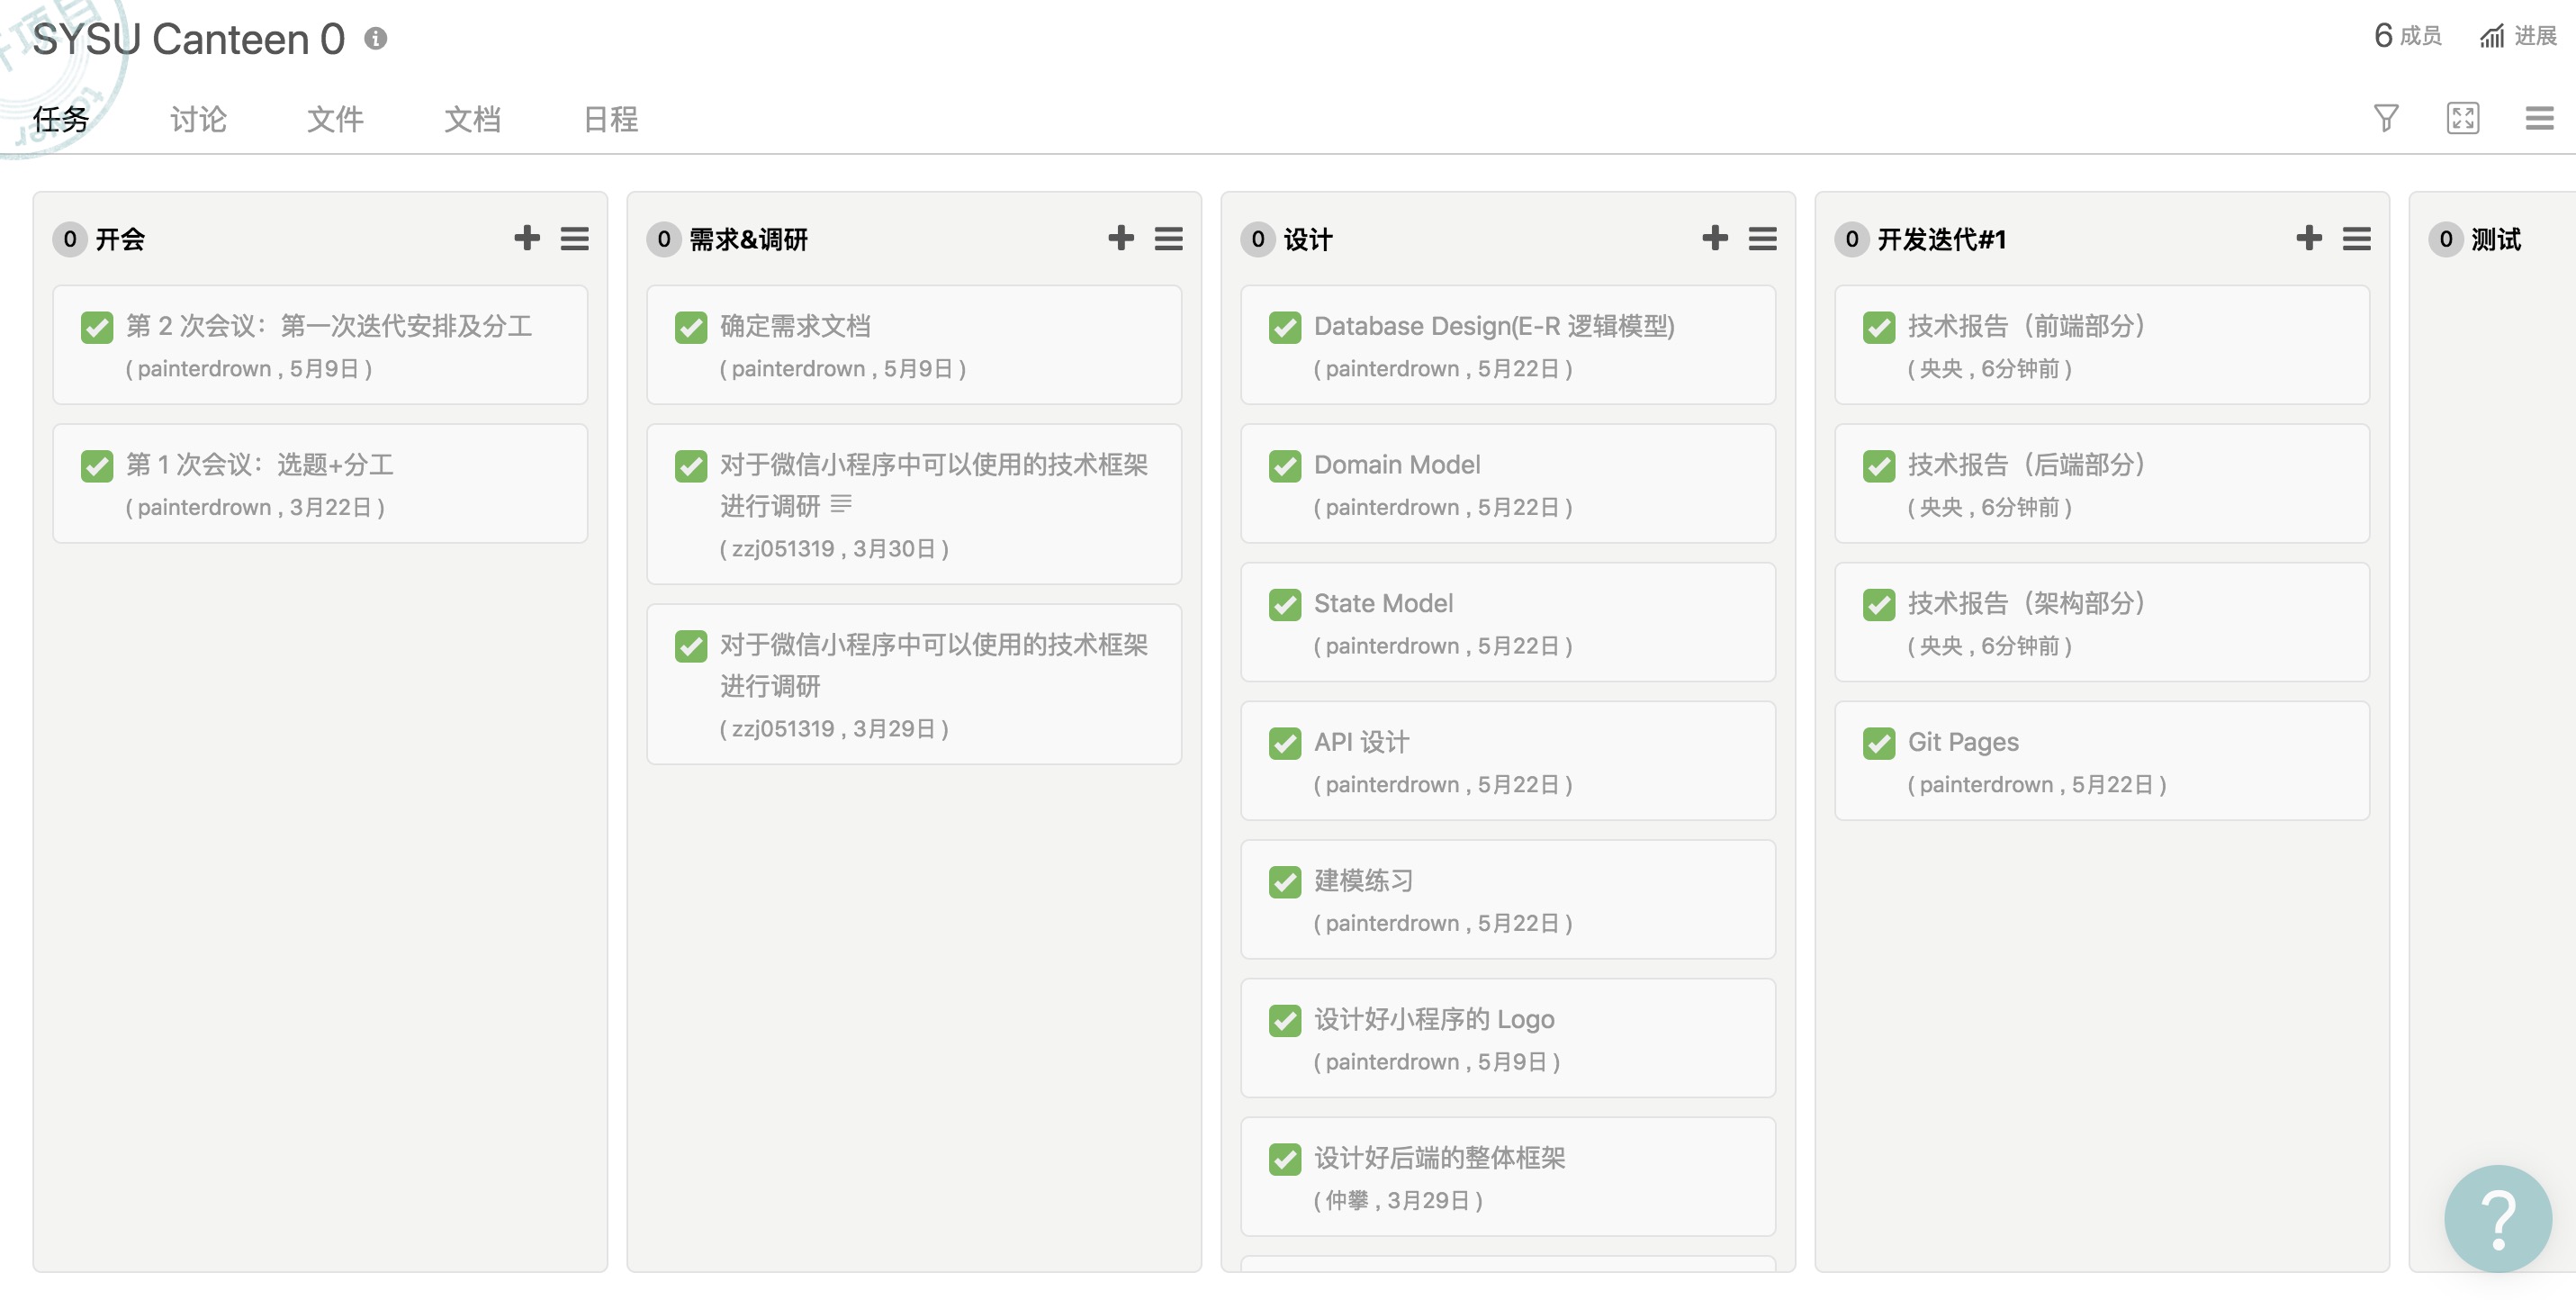 SYSU Canteen 0
6 成员
进展
任务
讨论
文件
文档
日程
0 开会
第 2 次会议：第一次迭代安排及分工
( painterdrown , 5月9日 )
第 1 次会议：选题+分工
( painterdrown , 3月22日 )
0 需求&调研
确定需求文档
( painterdrown , 5月9日 )
对于微信小程序中可以使用的技术框架
进行调研
( zzj051319 , 3月30日 )
对于微信小程序中可以使用的技术框架
进行调研
( zzj051319 , 3月29日 )
0 设计
Database Design(E-R 逻辑模型)
( painterdrown , 5月22日 )
Domain Model
( painterdrown , 5月22日 )
State Model
( painterdrown , 5月22日 )
API 设计
( painterdrown , 5月22日 )
建模练习
( painterdrown , 5月22日 )
设计好小程序的 Logo
( painterdrown , 5月9日 )
设计好后端的整体框架
( 仲攀 , 3月29日 )
0 开发迭代#1
技术报告（前端部分）
( 央央 , 6分钟前 )
技术报告（后端部分）
( 央央 , 6分钟前 )
技术报告（架构部分）
( 央央 , 6分钟前 )
Git Pages
( painterdrown , 5月22日 )
0 测试
?